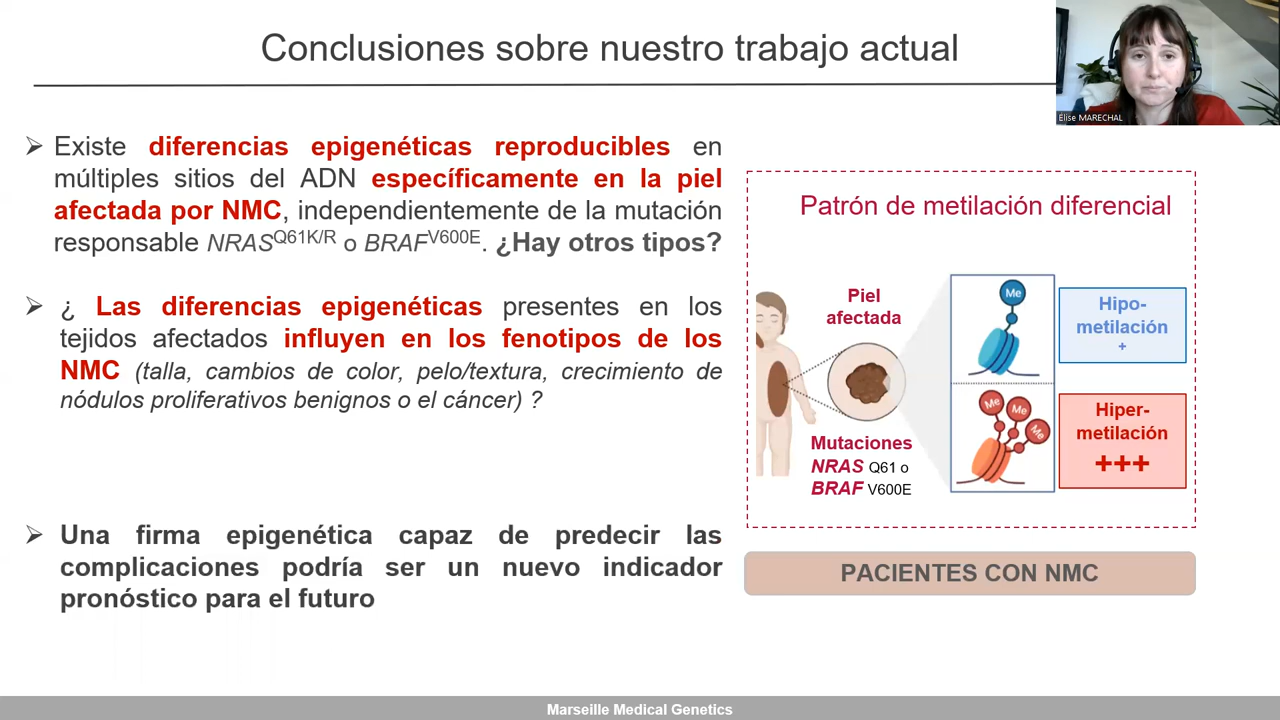 Conclusiones sobre nuestro trabajo actual
Élise MARECHAL
➢ Existe diferencias epigenéticas reproducibles en
múltiples sitios del ADN específicamente en la piel
afectada por NMC, independientemente de la mutación
responsable NRASQ61K/R o BRAFV600E. ¿Hay otros tipos?
➢ ¿ Las diferencias epigenéticas presentes en los
tejidos afectados influyen en los fenotipos de los
NMC (talla, cambios de color, pelo/textura, crecimiento de
nódulos proliferativos benignos o el cáncer) ?
➢ Una firma epigenética capaz de predecir las
complicaciones podría ser un nuevo indicador
pronóstico para el futuro
Patrón de metilación diferencial
Piel
afectada
Mutaciones
NRAS Q61 o
BRAF V600E
Me
Me
Me
Me
Hipo-
metilación
+
Hiper-
metilación
+++
PACIENTES CON NMC
Marseille Medical Genetics